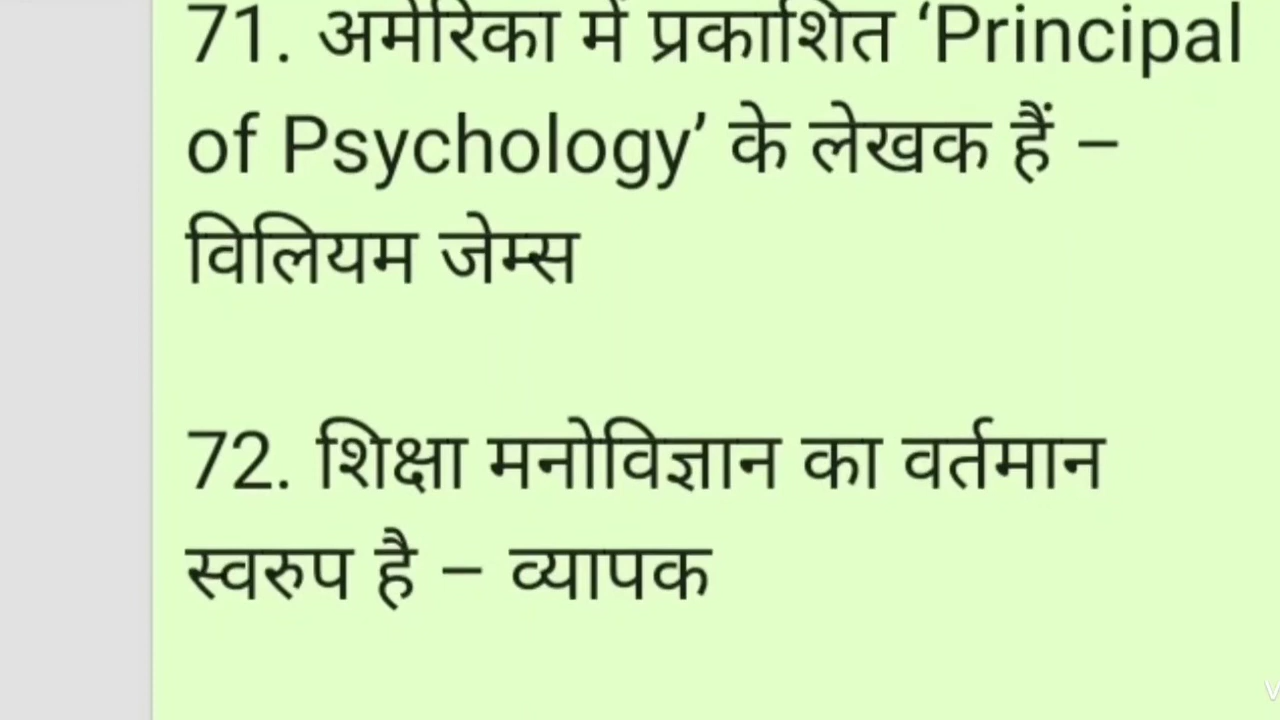 71. अमेरिका में प्रकाशित ‘Principal
of Psychology’ के लेखक हैं –
विलियम जेम्स
72. शिक्षा मनोविज्ञान का वर्तमान
स्वरुप है – व्यापक